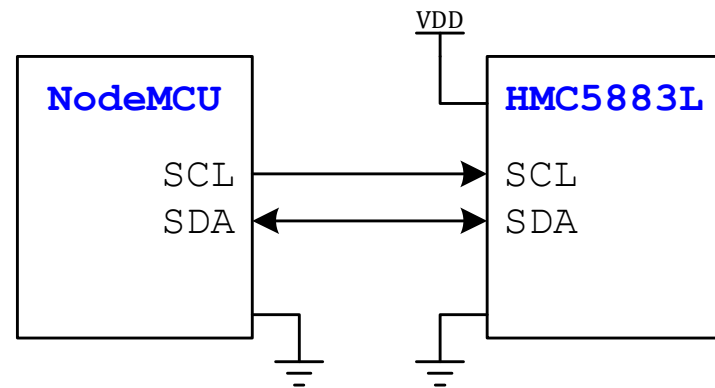 VDD
NodeMCU
HMC5883L
SCL
SCL
SDA
SDA